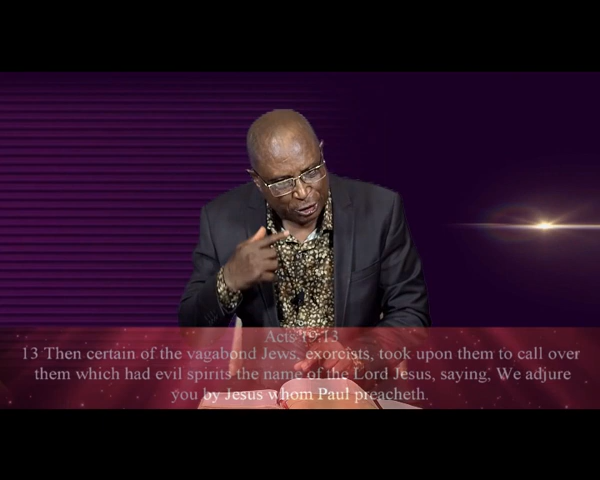 Acts 19:13
13 Then certain of the vagabond Jews, exorcists, took upon them to call over
them which had evil spirits the name of the Lord Jesus, saying, We adjure
you by Jesus whom Paul preacheth.